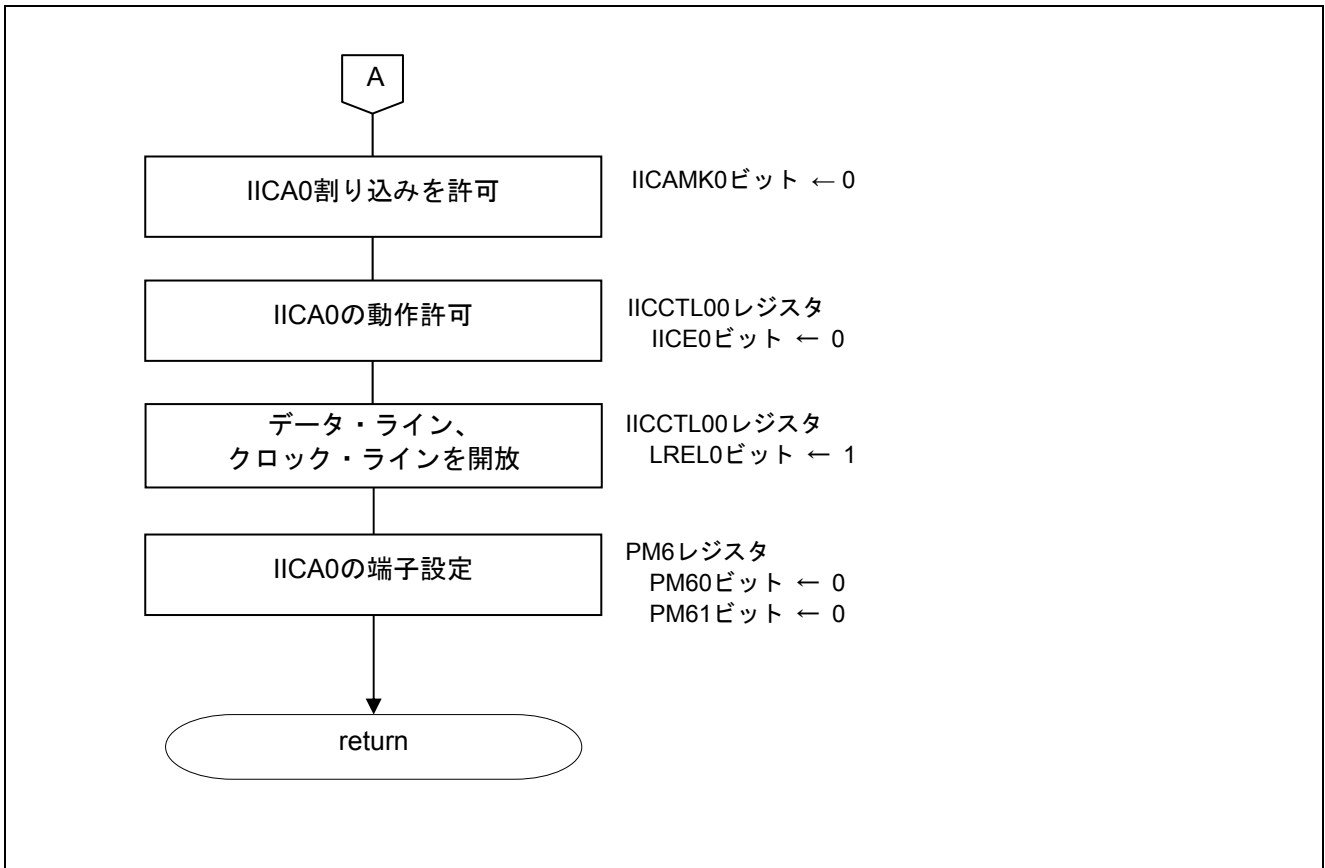 A
IICA0割り込みを許可
IICAMK0ビット ← 0
IICA0の動作許可
IICCTL00レジスタ
IICE0ビット ← 0
データ・ライン、
クロック・ラインを開放
IICCTL00レジスタ
LREL0ビット ← 1
IICA0の端子設定
PM6レジスタ
PM60ビット ← 0
PM61ビット ← 0
return